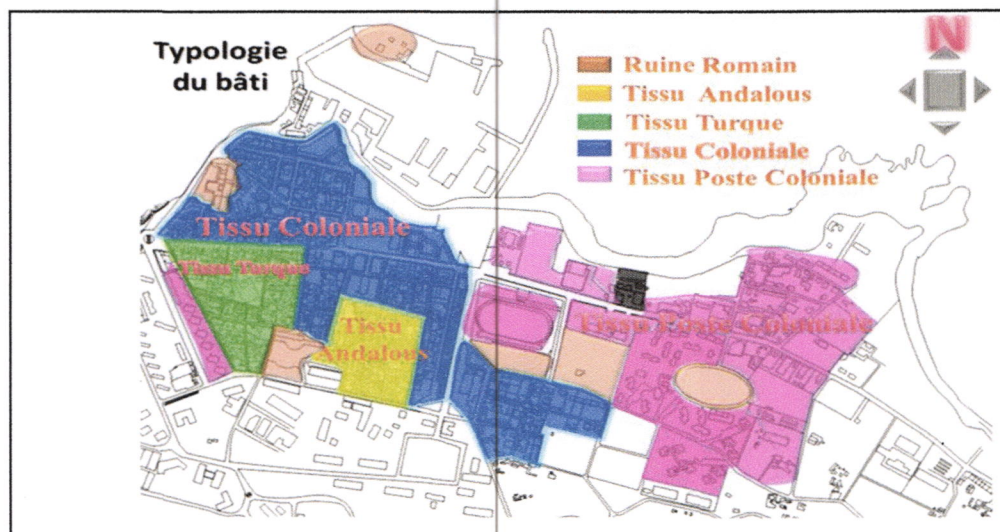 Typologie
du bâti
N
Ruine Romain
Tissu Andalous
Tissu Turque
Tissu Coloniale
Tissu Poste Coloniale
Tissu Coloniale
Tissu Turque
Tissu
Andalous
Tissu Poste Coloniale